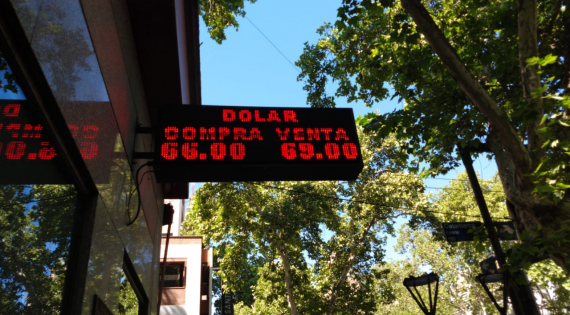 DOLAR
COMPRA VENTA
66.00 69.00